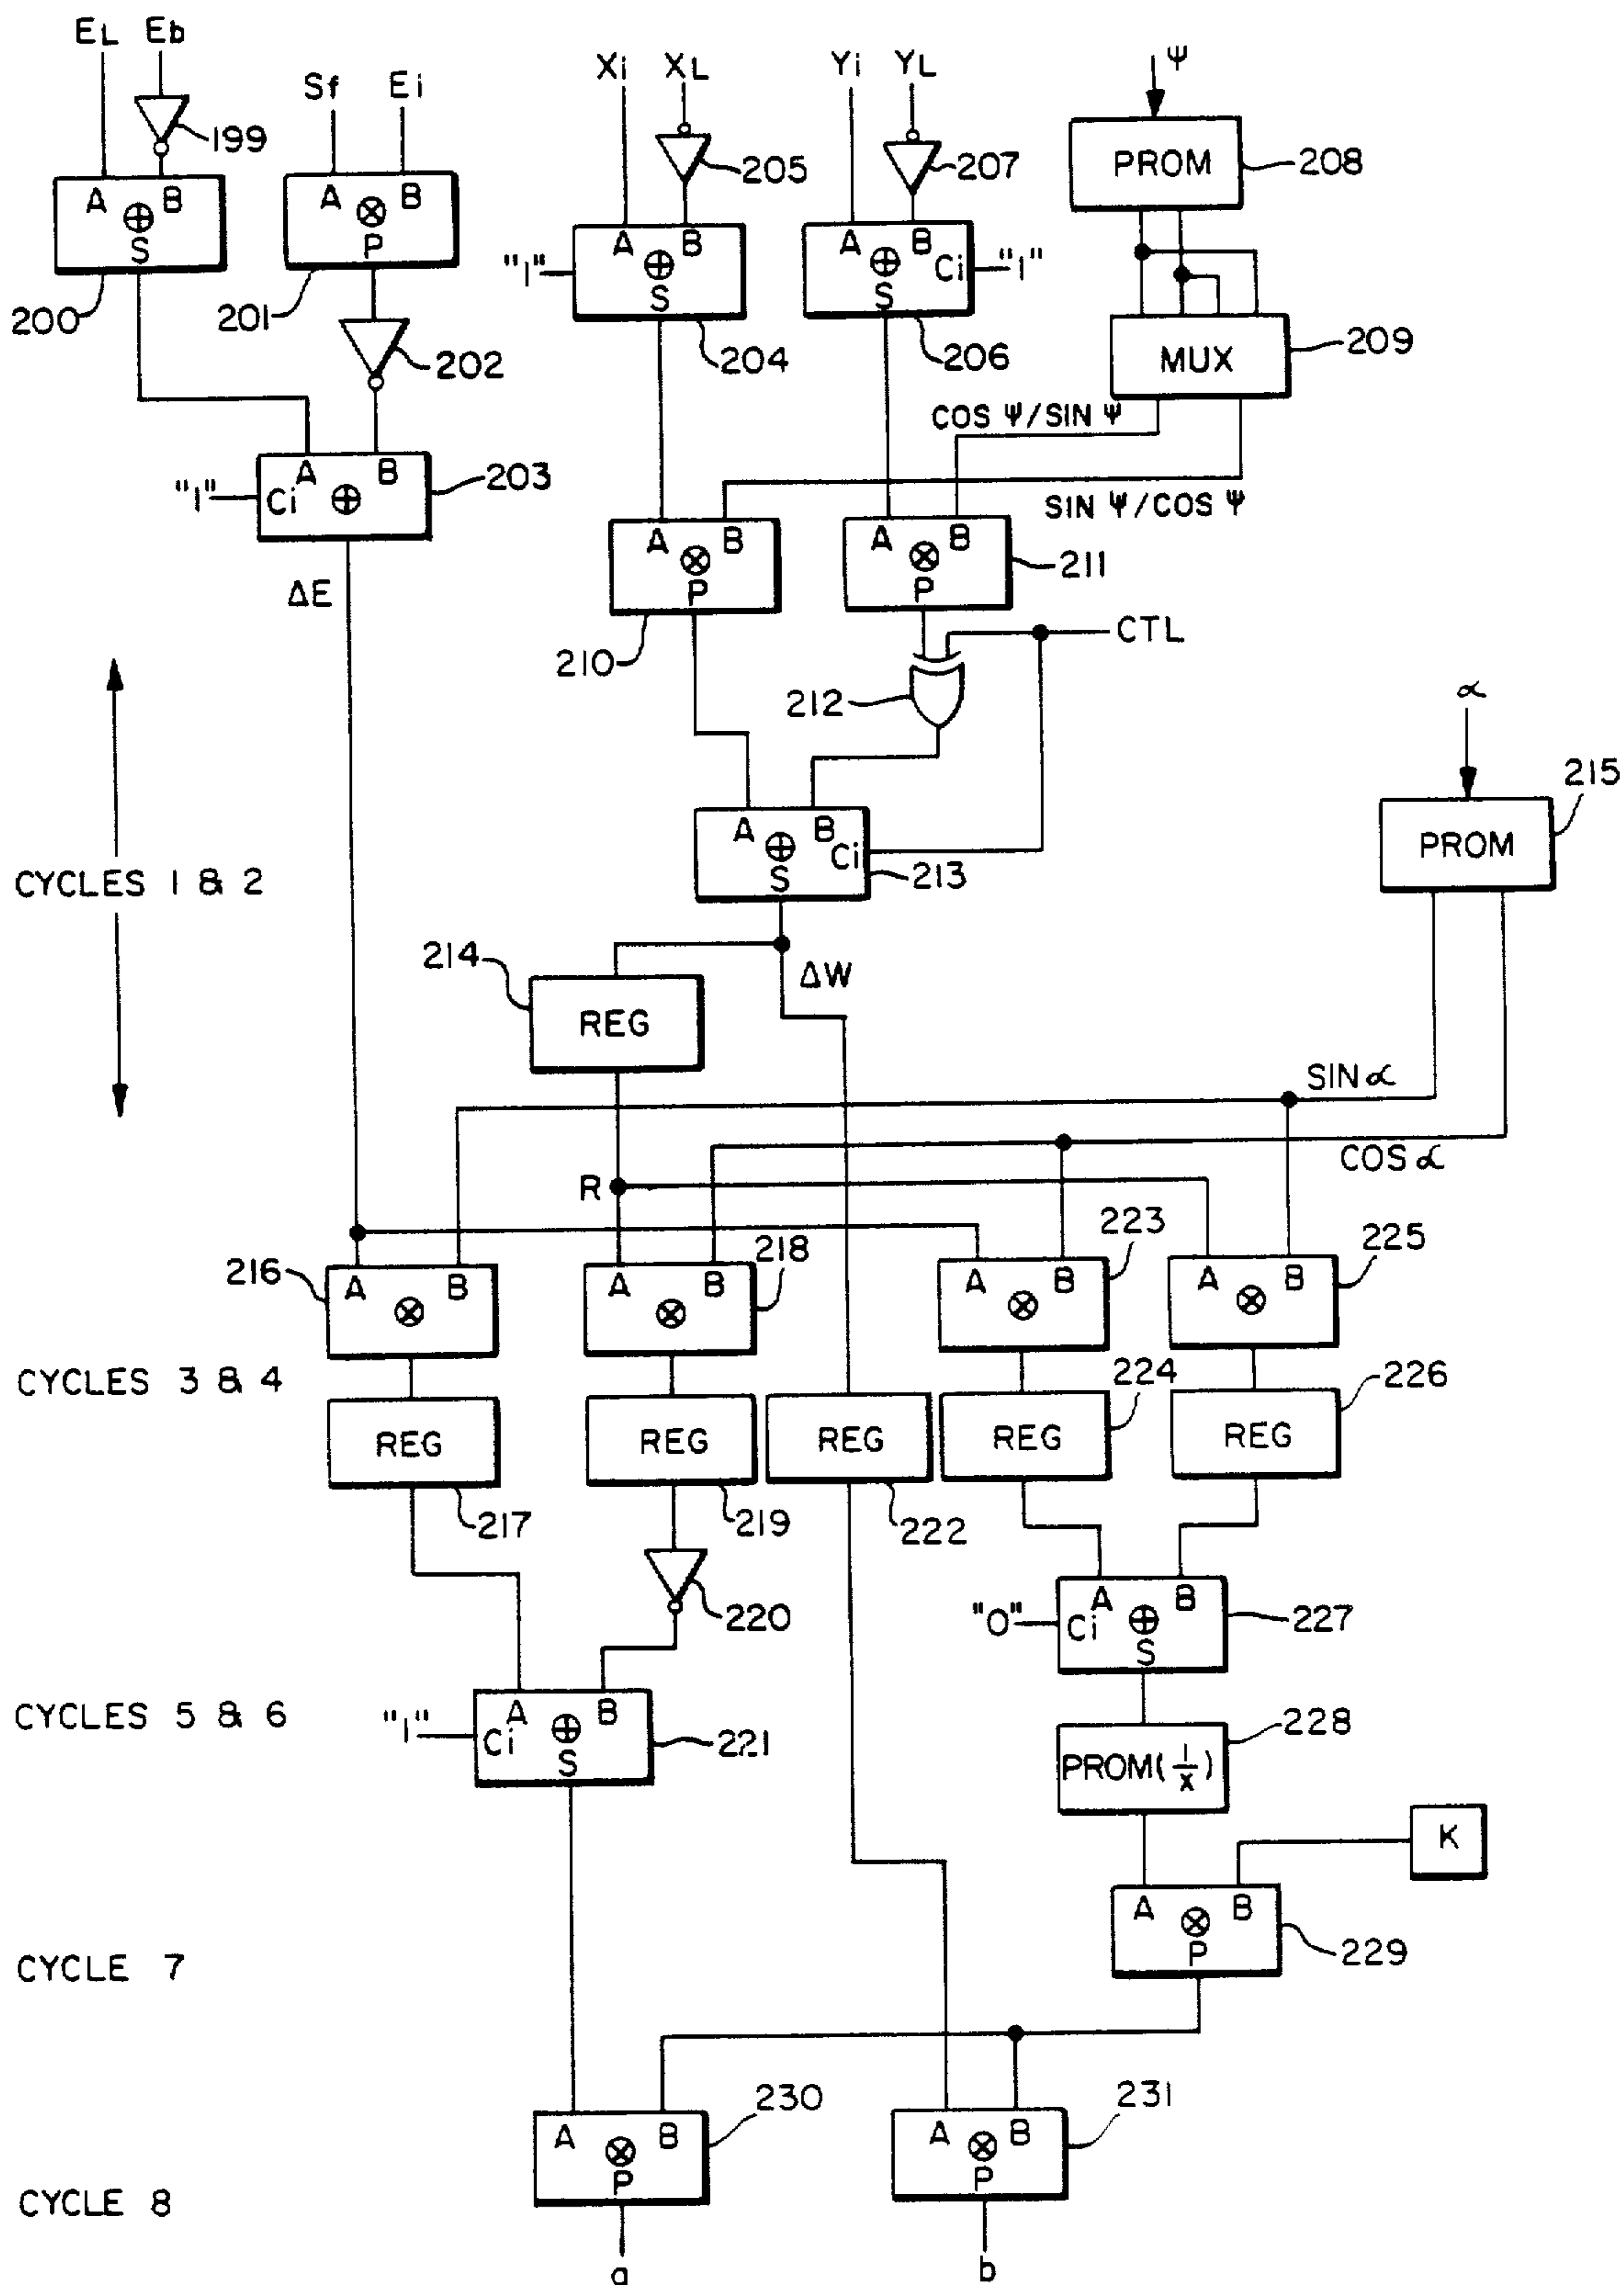 EL Eb
Sf Ei
Xi XL
Yi YL
Ψ
199
205
207
PROM 208
A B
⊕
S
200
A B
⊗
P
201
"1"
A B
⊕
S
204
A B
⊕ Ci "1"
S
206
MUX 209
202
COS Ψ/SIN Ψ
SIN Ψ/COS Ψ
"1" Ci A B
⊕
203
ΔE
A B
⊗
P
210
A B
⊗
P
211
CTL
212
α
215
PROM
A B
⊕ Ci
S
213
CYCLES 1 & 2
214
REG
ΔW
SIN α
COS α
R
216
A B
⊗
218
A B
⊗
223
A B
⊗
225
A B
⊗
CYCLES 3 & 4
REG
217
REG
219
REG
222
REG
224
REG
226
220
"0" Ci A B
⊕
S
227
CYCLES 5 & 6
"1" Ci A B
⊕
S
221
228
PROM(1/X)
K
A B
⊗
P
229
CYCLE 7
230
A B
⊗
P
231
A B
⊗
P
CYCLE 8
a
b